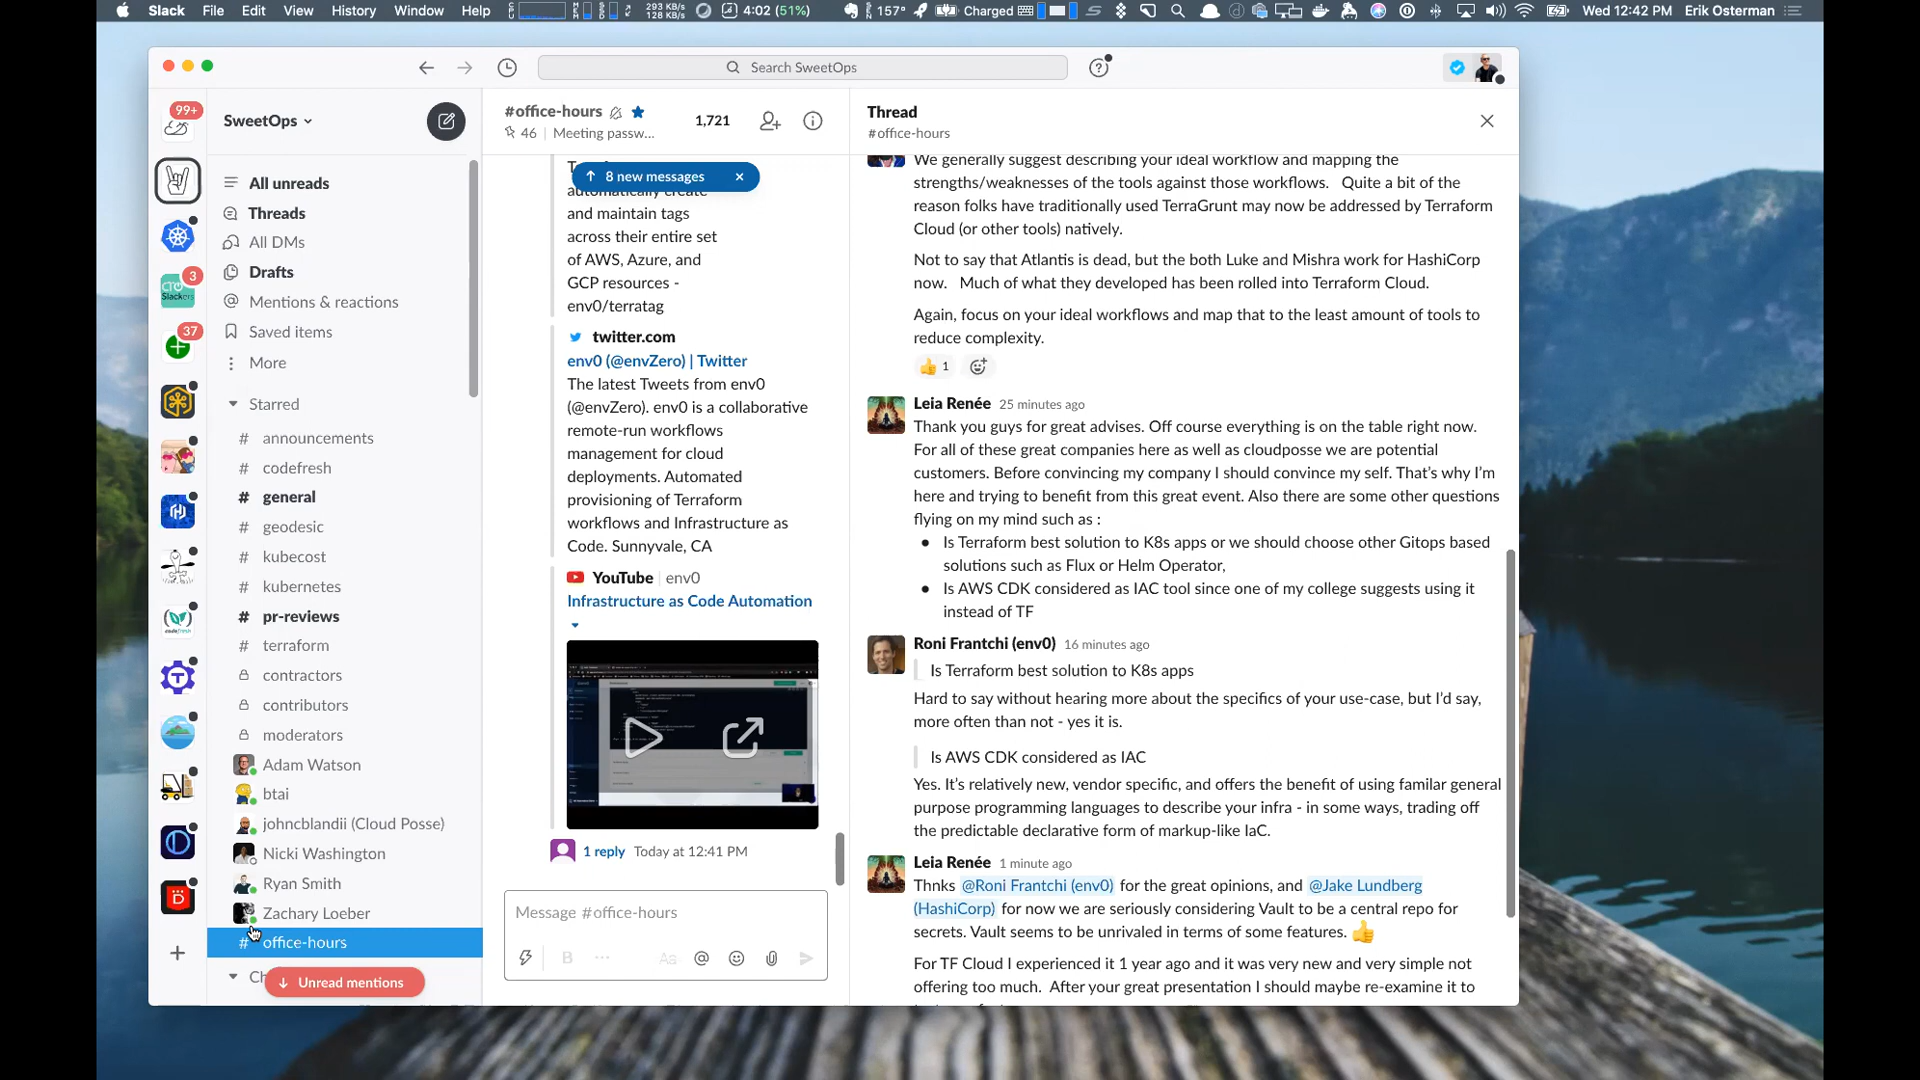 Slack File Edit View History Window Help 293 KB/s 128 KB/s 4:02 (51%) 157° Charged Wed 12:42 PM Erik Osterman
Search SweetOps
99+
3
CTO
Slackers
37
codefresh
SweetOps
All unreads
Threads
All DMs
Drafts
Mentions & reactions
Saved items
More
Starred
# announcements
# codefresh
# general
# geodesic
# kubecost
# kubernetes
# pr-reviews
# terraform
contractors
contributors
moderators
Adam Watson
btai
johncblandii (Cloud Posse)
Nicki Washington
Ryan Smith
Zachary Loeber
# office-hours
Unread mentions
#office-hours
46 | Meeting passw...
1,721
8 new messages
automatically create
and maintain tags
across their entire set
of AWS, Azure, and
GCP resources -
env0/terratag
twitter.com
env0 (@envZero) | Twitter
The latest Tweets from env0
(@envZero). env0 is a collaborative
remote-run workflows
management for cloud
deployments. Automated
provisioning of Terraform
workflows and Infrastructure as
Code. Sunnyvale, CA
YouTube | env0
Infrastructure as Code Automation
1 reply Today at 12:41 PM
Message #office-hours
B ... Aa @
Thread
#office-hours
We generally suggest describing your ideal workflow and mapping the
strengths/weaknesses of the tools against those workflows. Quite a bit of the
reason folks have traditionally used TerraGrunt may now be addressed by Terraform
Cloud (or other tools) natively.
Not to say that Atlantis is dead, but the both Luke and Mishra work for HashiCorp
now. Much of what they developed has been rolled into Terraform Cloud.
Again, focus on your ideal workflows and map that to the least amount of tools to
reduce complexity.
1
Leia Renée 25 minutes ago
Thank you guys for great advises. Off course everything is on the table right now.
For all of these great companies here as well as cloudposse we are potential
customers. Before convincing my company I should convince my self. That's why I'm
here and trying to benefit from this great event. Also there are some other questions
flying on my mind such as :
• Is Terraform best solution to K8s apps or we should choose other Gitops based
solutions such as Flux or Helm Operator,
• Is AWS CDK considered as IAC tool since one of my college suggests using it
instead of TF
Roni Frantchi (env0) 16 minutes ago
Is Terraform best solution to K8s apps
Hard to say without hearing more about the specifics of your use-case, but I'd say,
more often than not - yes it is.
Is AWS CDK considered as IAC
Yes. It's relatively new, vendor specific, and offers the benefit of using familar general
purpose programming languages to describe your infra - in some ways, trading off
the predictable declarative form of markup-like IaC.
Leia Renée 1 minute ago
Thnks @Roni Frantchi (env0) for the great opinions, and @Jake Lundberg
(HashiCorp) for now we are seriously considering Vault to be a central repo for
secrets. Vault seems to be unrivaled in terms of some features.
For TF Cloud I experienced it 1 year ago and it was very new and very simple not
offering too much. After your great presentation I should maybe re-examine it to